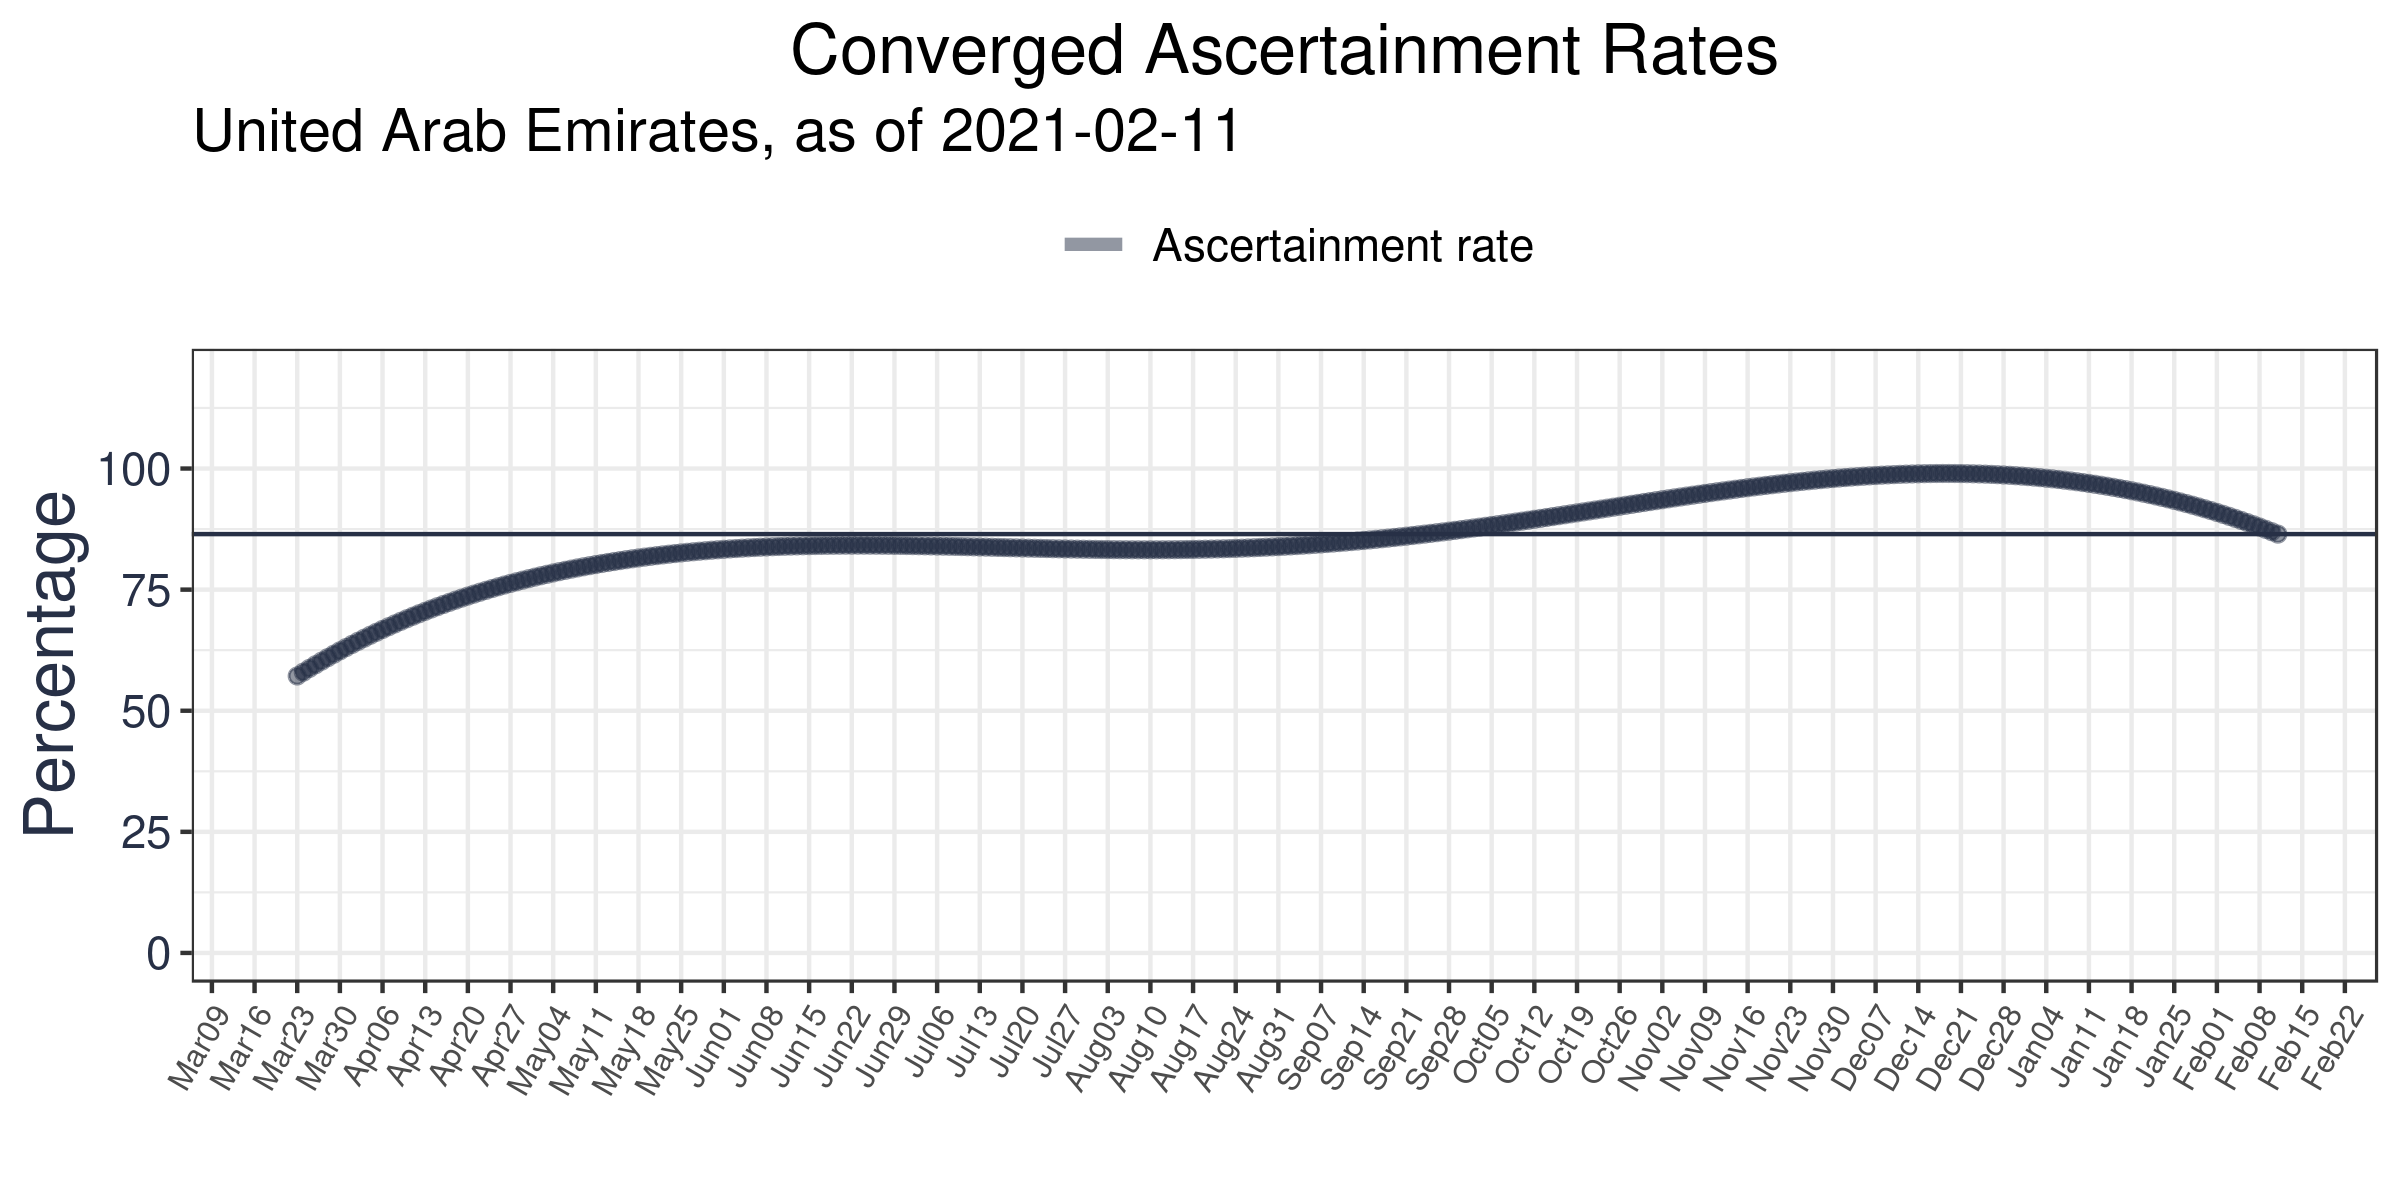 Converged Ascertainment Rates
United Arab Emirates, as of 2021-02-11
Ascertainment rate
Percentage
100
75
50
25
0
Mar09 Mar16 Mar23 Mar30 Apr06 Apr13 Apr20 Apr27 May04 May11 May18 May25 Jun01 Jun08 Jun15 Jun22 Jun29 Jul06 Jul13 Jul20 Jul27 Aug03 Aug10 Aug17 Aug24 Aug31 Sep07 Sep14 Sep21 Sep28 Oct05 Oct12 Oct19 Oct26 Nov02 Nov09 Nov16 Nov23 Nov30 Dec07 Dec14 Dec21 Dec28 Jan04 Jan11 Jan18 Jan25 Feb01 Feb08 Feb15 Feb22